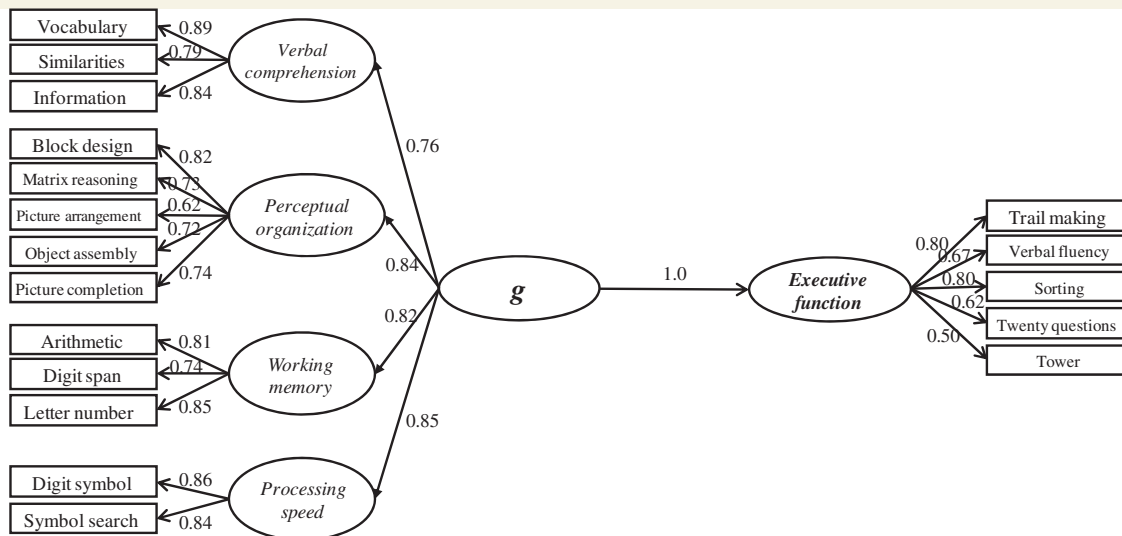 Vocabulary
Similarities
Information
0.89
0.79
0.84
Verbal
comprehension
Block design
Matrix reasoning
Picture arrangement
Object assembly
Picture completion
0.82
0.73
0.62
0.72
0.74
Perceptual
organization
Arithmetic
Digit span
Letter number
0.81
0.74
0.85
Working
memory
Digit symbol
Symbol search
0.86
0.84
Processing
speed
0.76
0.84
0.82
0.85
g
1.0
Executive
function
0.80
0.67
0.80
0.62
0.50
Trail making
Verbal fluency
Sorting
Twenty questions
Tower